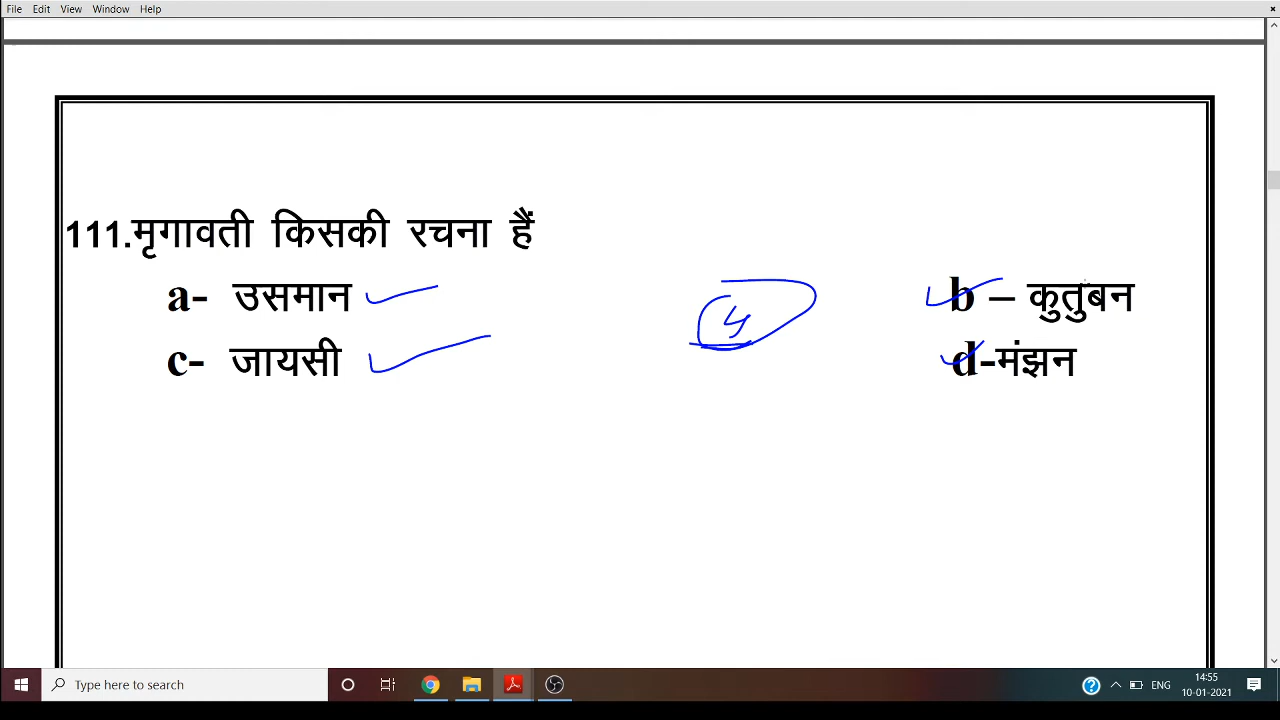 File Edit View Window Help
111.मृगावती किसकी रचना हैं
a- उसमान b – कुतुबन
c- जायसी d-मंझन
Type here to search
ENG
14:55
10-01-2021